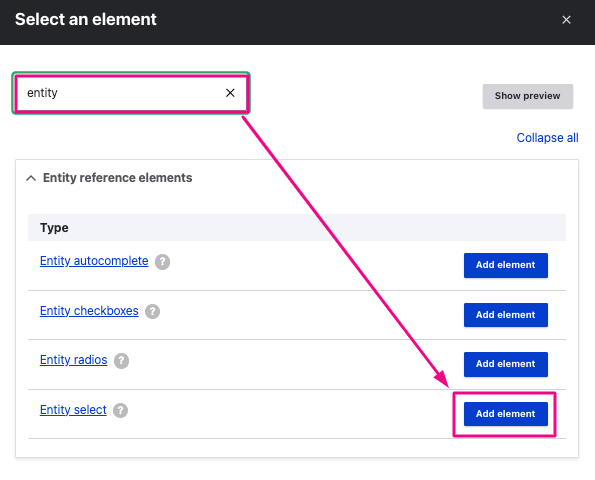 Select an element
entity
Show preview
Collapse all
Entity reference elements
Type
Entity autocomplete ? Add element
Entity checkboxes ? Add element
Entity radios ? Add element
Entity select ? Add element